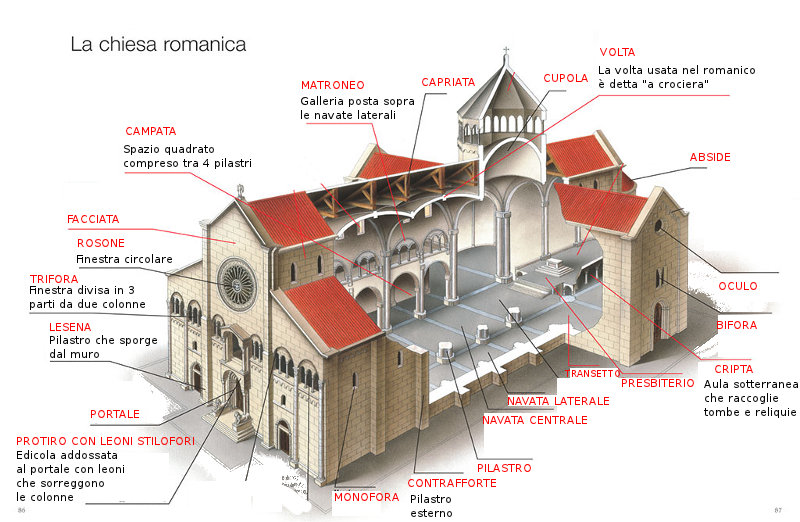 La chiesa romanica
VOLTA
La volta usata nel romanico
è detta "a crociera"
CUPOLA
CAPRIATA
MATRONEO
Galleria posta sopra
le navate laterali
CAMPATA
Spazio quadrato
compreso tra 4 pilastri
ABSIDE
FACCIATA
ROSONE
Finestra circolare
TRIFORA
Finestra divisa in 3
parti da due colonne
LESENA
Pilastro che sporge
dal muro
OCULO
BIFORA
CRIPTA
Aula sotterranea
che raccoglie
tombe e reliquie
TRANSETTO
PRESBITERIO
NAVATA LATERALE
NAVATA CENTRALE
PORTALE
PROTIRO CON LEONI STILOFORI
Edicola addossata
al portale con leoni
che sorreggono
le colonne
PILASTRO
CONTRAFFORTE
Pilastro
esterno
MONOFORA
86
87